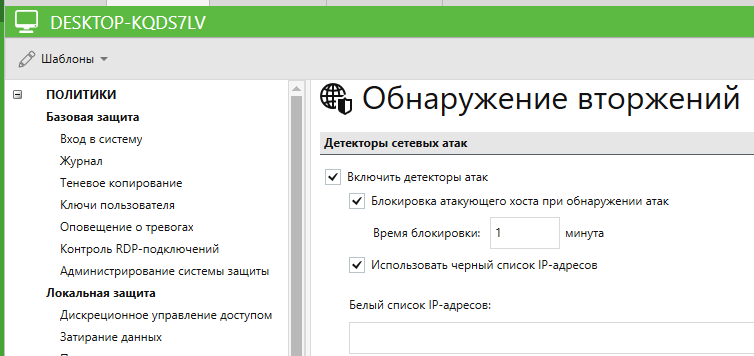 DESKTOP-KQDS7LV
Шаблоны
ПОЛИТИКИ
Базовая защита
Вход в систему
Журнал
Теневое копирование
Ключи пользователя
Оповещение о тревогах
Контроль RDP-подключений
Администрирование системы защиты
Локальная защита
Дискреционное управление доступом
Затирание данных
Обнаружение вторжений
Детекторы сетевых атак
Включить детекторы атак
Блокировка атакующего хоста при обнаружении атак
Время блокировки: 1 минута
Использовать черный список IP-адресов
Белый список IP-адресов: